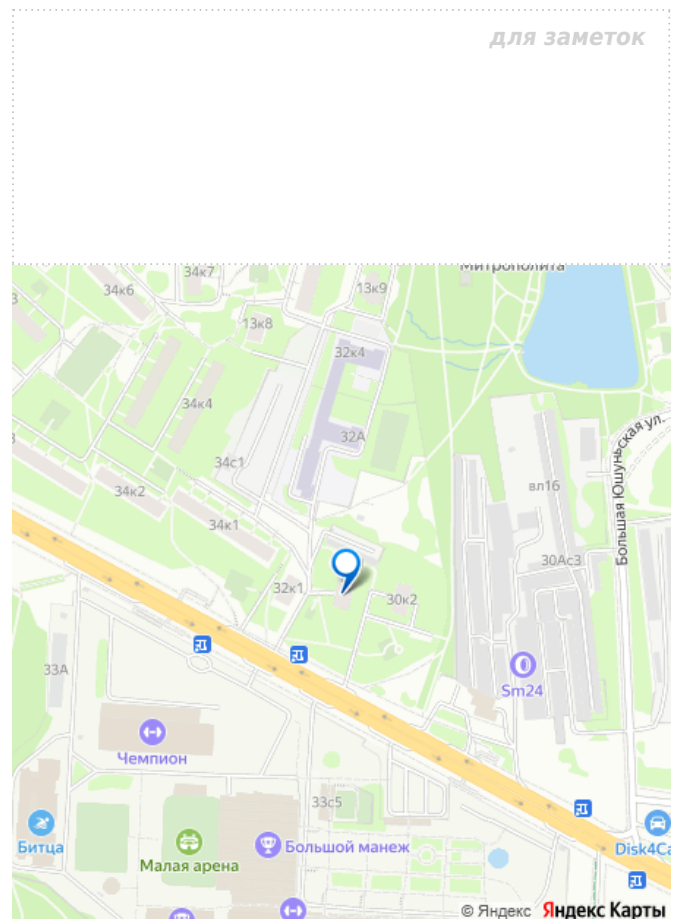 для заметок
Митрополита
34к7
34к6
13к9
13к8
32к4
34к4
32А
34с1
Большая Юшуньская ул.
вл16
34к2
34к1
30Ас3
32к1
30к2
33А
Sm24
Чемпион
33с5
Битца
Большой манеж
Малая арена
Disk4Ca
© Яндекс Яндекс Карты